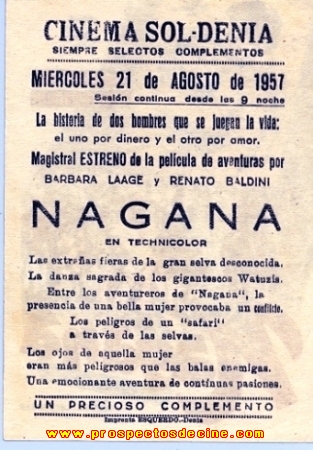 CINEMA SOL-DENIA
SIEMPRE SELECTOS COMPLEMENTOS
MIERCOLES 21 de AGOSTO de 1957
Sesión continua desde las 9 noche
La historia de dos hombres que se juegan la vida:
el uno por dinero y el otro por amor.
Magistral ESTRENO de la película de aventuras por
BARBARA LAAGE y RENATO BALDINI
NAGANA
EN TECHNICOLOR
Las extrañas fieras de la gran selva desconocida.
La danza sagrada de los gigantescos Watuzis.
Entre los aventureros de "Nagana", la
presencia de una bella mujer provocaba un conflicto.
Los peligros de un "safari"
a través de las selvas.
Los ojos de aquella mujer
eran más peligrosos que las balas enemigas.
Una emocionante aventura de continuas pasiones.
UN PRECIOSO COMPLEMENTO
Imprenta ESQUERDO.-Denia
www.prospectosdecine.com